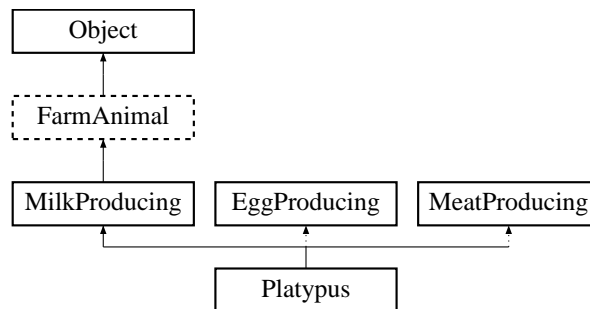 Object
FarmAnimal
MilkProducing
EggProducing
MeatProducing
Platypus